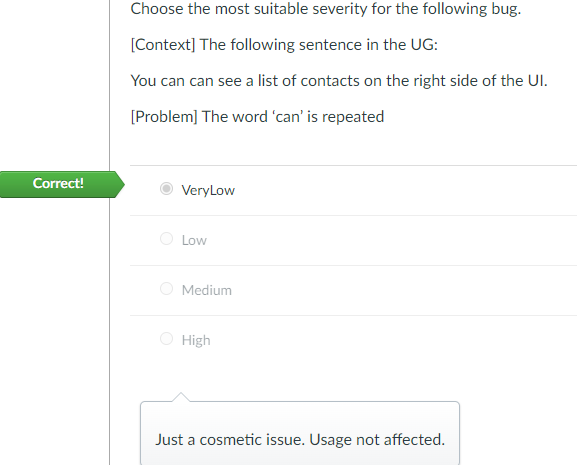 Choose the most suitable severity for the following bug.
[Context] The following sentence in the UG:
You can can see a list of contacts on the right side of the UI.
[Problem] The word ‘can’ is repeated
Correct!
VeryLow
Low
Medium
High
Just a cosmetic issue. Usage not affected.